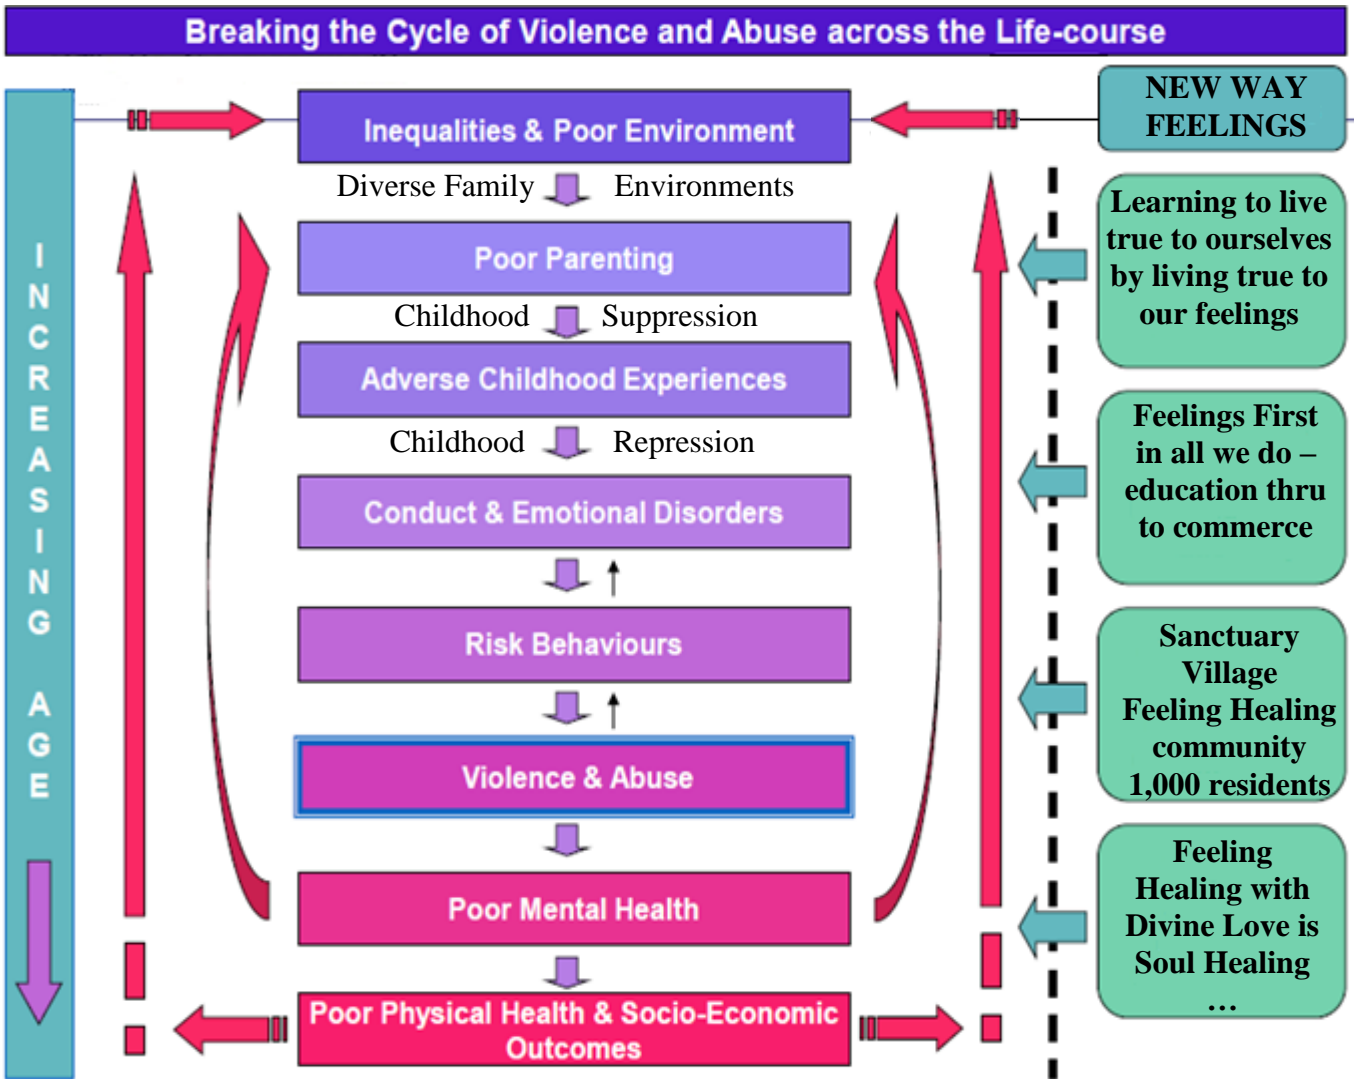 Breaking the Cycle of Violence and Abuse across the Life-course
INCREASING AGE
Inequalities & Poor Environment
Diverse Family Environments
Poor Parenting
Childhood Suppression
Adverse Childhood Experiences
Childhood Repression
Conduct & Emotional Disorders
Risk Behaviours
Violence & Abuse
Poor Mental Health
Poor Physical Health & Socio-Economic
Outcomes
NEW WAY
FEELINGS
Learning to live
true to ourselves
by living true to
our feelings
Feelings First
in all we do –
education thru
to commerce
Sanctuary
Village
Feeling Healing
community
1,000 residents
Feeling
Healing with
Divine Love is
Soul Healing
…